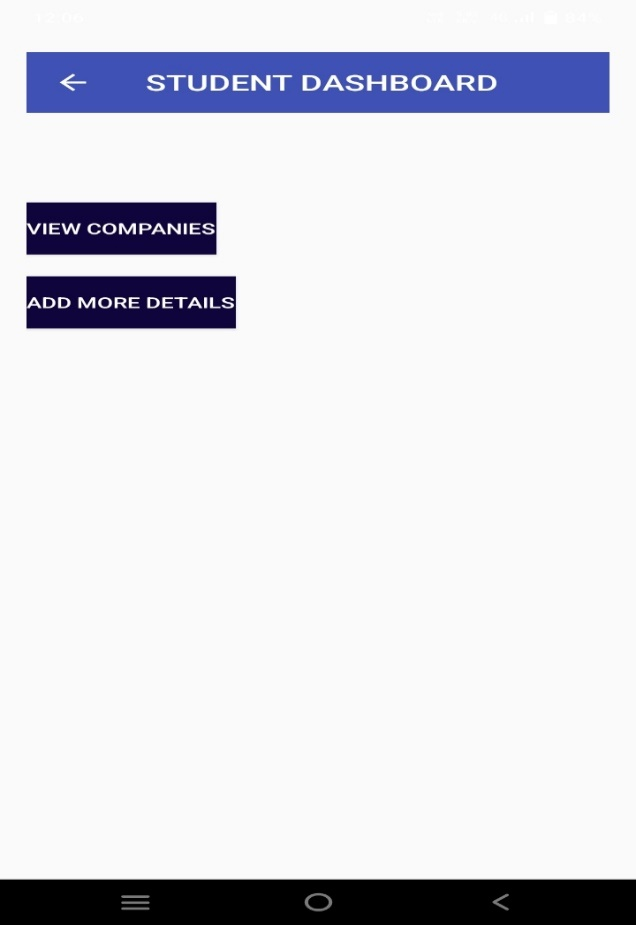 STUDENT DASHBOARD
VIEW COMPANIES
ADD MORE DETAILS